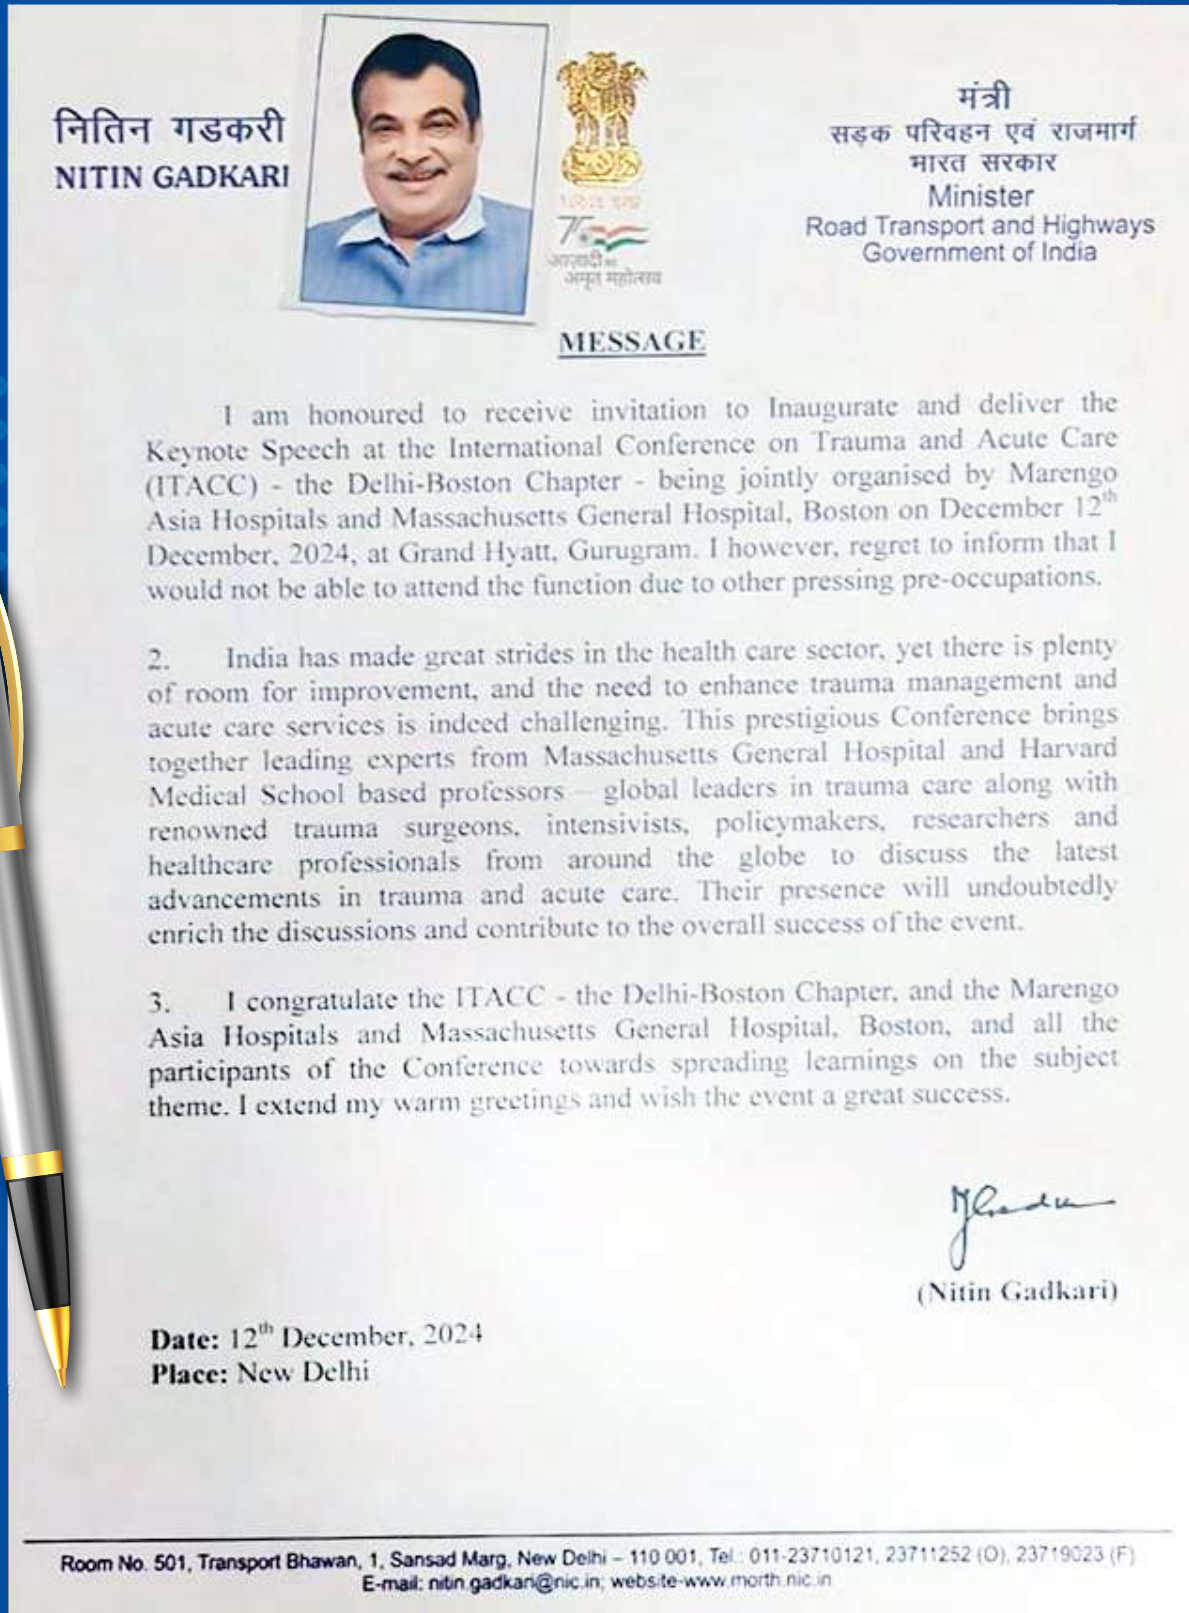 नितिन गडकरी
NITIN GADKARI
75
आज़ादी का
अमृत महोत्सव
मंत्री
सड़क परिवहन एवं राजमार्ग
भारत सरकार
Minister
Road Transport and Highways
Government of India
MESSAGE
I am honoured to receive invitation to Inaugurate and deliver the
Keynote Speech at the International Conference on Trauma and Acute Care
(ITACC) - the Delhi-Boston Chapter - being jointly organised by Marengo
Asia Hospitals and Massachusetts General Hospital, Boston on December 12th
December, 2024, at Grand Hyatt, Gurugram. I however, regret to inform that I
would not be able to attend the function due to other pressing pre-occupations.
2. India has made great strides in the health care sector, yet there is plenty
of room for improvement, and the need to enhance trauma management and
acute care services is indeed challenging. This prestigious Conference brings
together leading experts from Massachusetts General Hospital and Harvard
Medical School based professors – global leaders in trauma care along with
renowned trauma surgeons, intensivists, policymakers, researchers and
healthcare professionals from around the globe to discuss the latest
advancements in trauma and acute care. Their presence will undoubtedly
enrich the discussions and contribute to the overall success of the event.
3. I congratulate the ITACC - the Delhi-Boston Chapter, and the Marengo
Asia Hospitals and Massachusetts General Hospital, Boston, and all the
participants of the Conference towards spreading learnings on the subject
theme. I extend my warm greetings and wish the event a great success.
(Nitin Gadkari)
Date: 12th December, 2024
Place: New Delhi
Room No. 501, Transport Bhawan, 1, Sansad Marg, New Delhi – 110 001, Tel.: 011-23710121, 23711252 (O), 23719023 (F)
E-mail: nitin.gadkari@nic.in; website-www.morth.nic.in